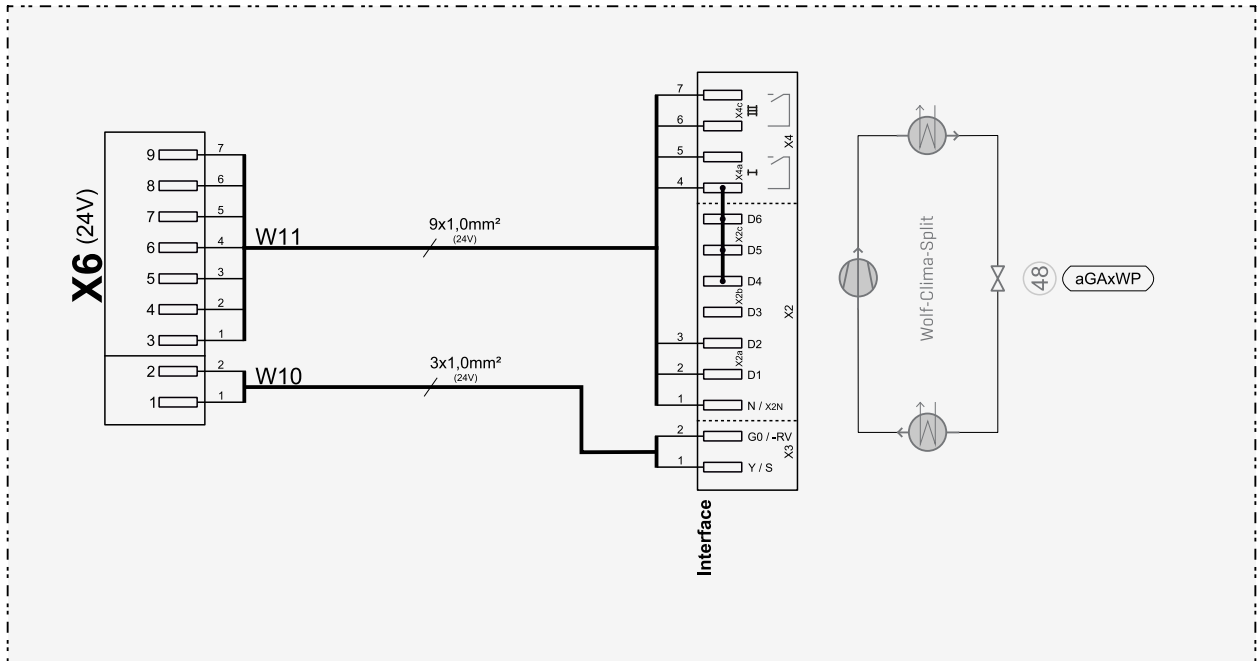 X6 (24V)
9 7
8 6
7 5
6 4
5 3
4 2
3 1
2 2
1 1
W11
9x1,0mm²
(24V)
W10
3x1,0mm²
(24V)
7
6
5
4
3
2
1
2
1
X4c
III
X4a
I
X4
D6
X2c
D5
D4
X2b
D3
X2
D2
X2a
D1
N / X2N
G0 / -RV
X3
Y / S
Interface
Wolf-Clima-Split
48
aGAxWP